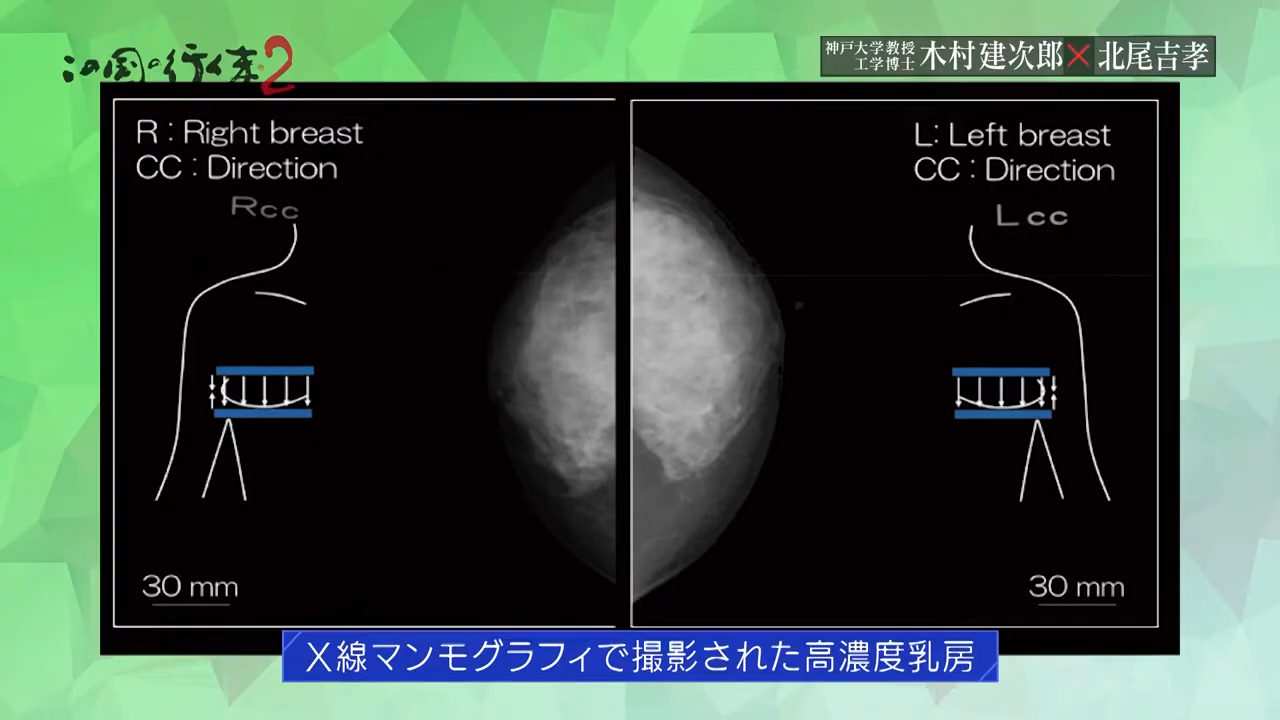 この国の行く末2
神戸大学教授
工学博士
木村建次郎×北尾吉孝
R : Right breast
CC : Direction
Rcc
30 mm
L: Left breast
CC : Direction
Lcc
30 mm
X線マンモグラフィで撮影された高濃度乳房